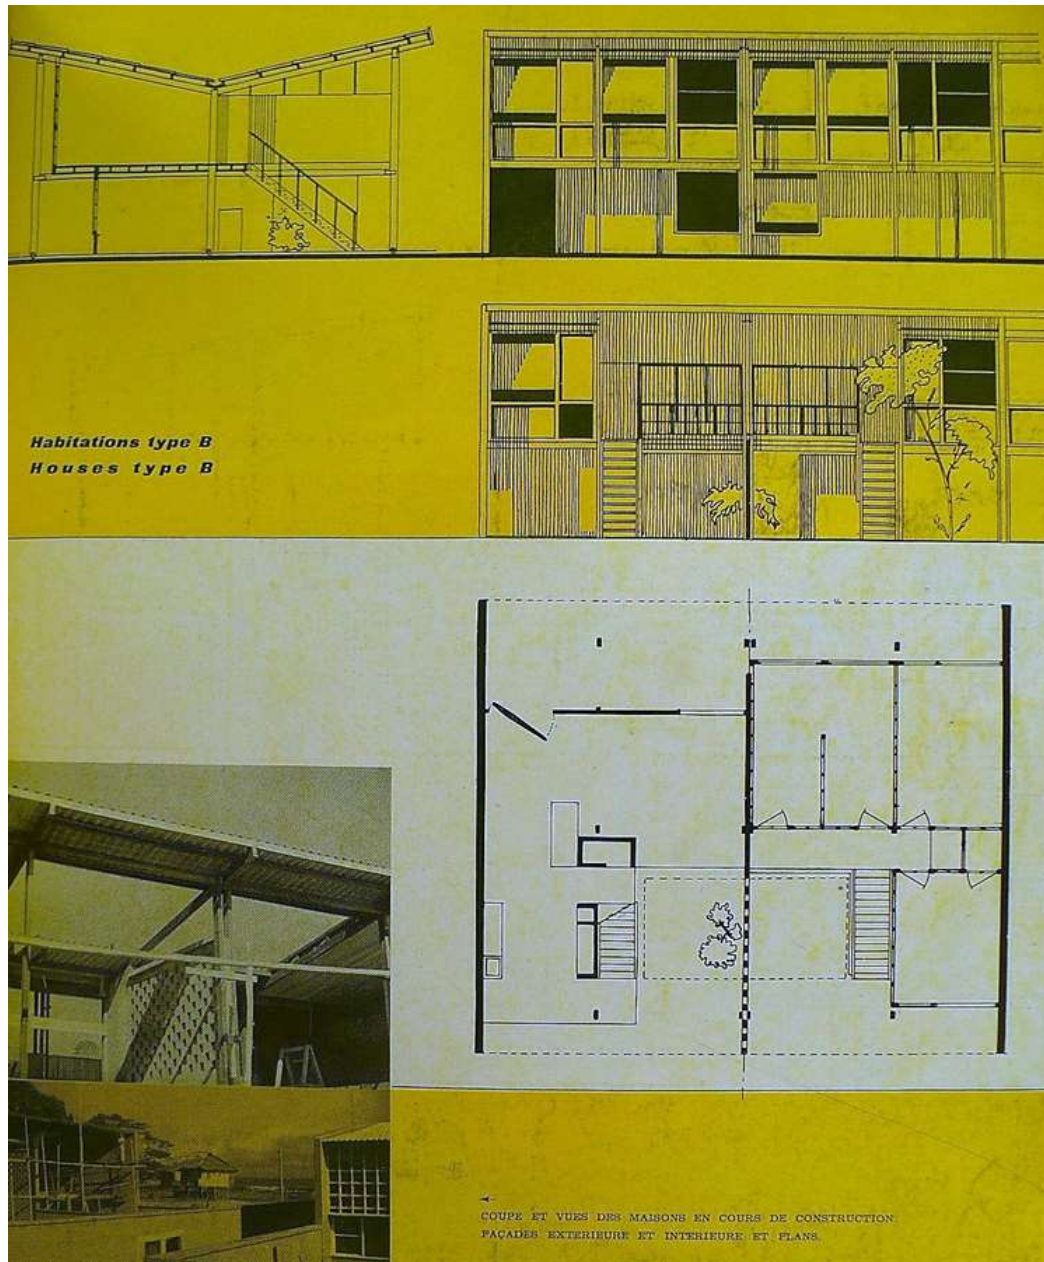 Habitations type B
Houses type B
COUPE ET VUES DES MAISONS EN COURS DE CONSTRUCTION.
FAÇADES EXTERIEURE ET INTERIEURE ET PLANS.